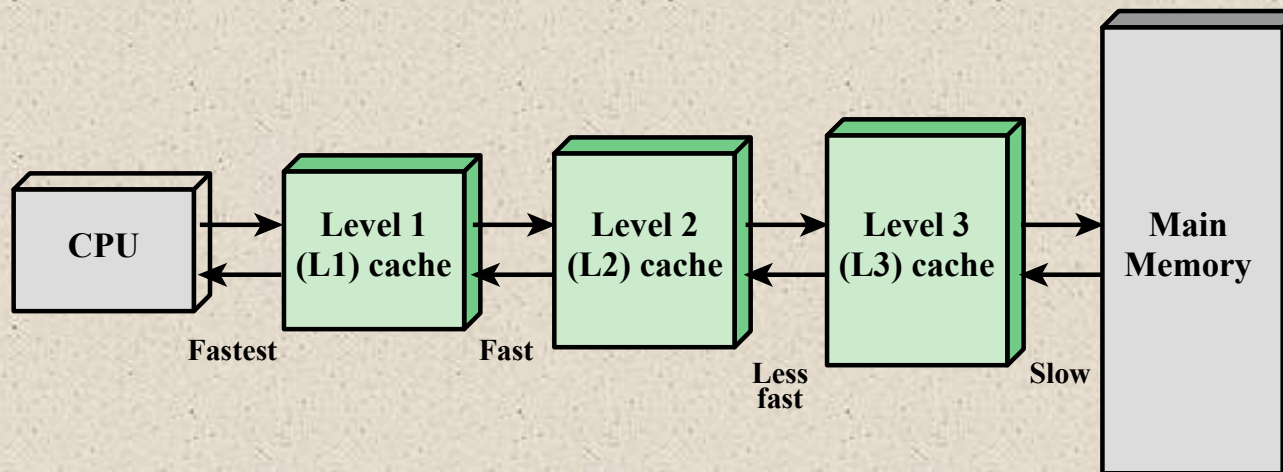 CPU
Level 1
(L1) cache
Level 2
(L2) cache
Level 3
(L3) cache
Main
Memory
Fastest
Fast
Less
fast
Slow